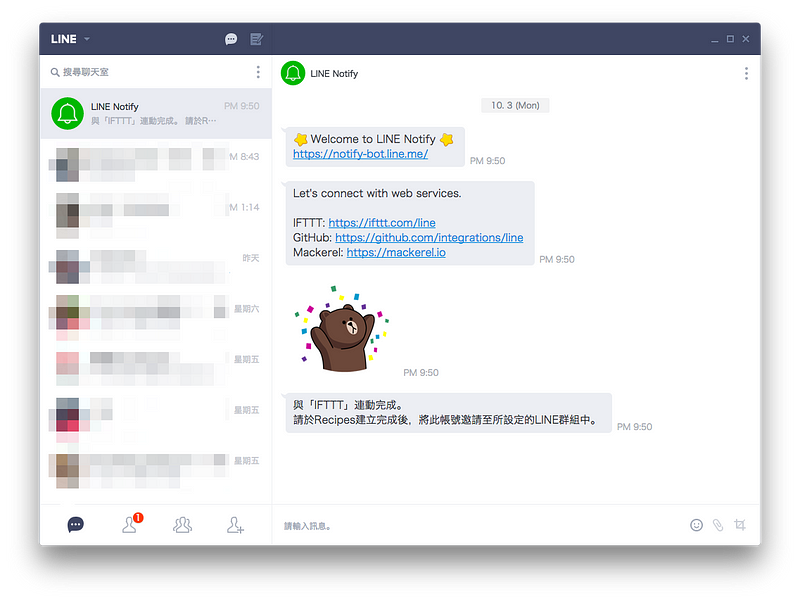 LINE
搜尋聊天室
LINE Notify
PM 9:50
與「IFTTT」連動完成。 請於R…
M 8:43
M 1:14
昨天
星期六
星期五
星期五
星期五
1
LINE Notify
10. 3 (Mon)
Welcome to LINE Notify
https://notify-bot.line.me/
PM 9:50
Let's connect with web services.
IFTTT: https://ifttt.com/line
GitHub: https://github.com/integrations/line
Mackerel: https://mackerel.io
PM 9:50
PM 9:50
與「IFTTT」連動完成。
請於Recipes建立完成後，將此帳號邀請至所設定的LINE群組中。
PM 9:50
請輸入訊息。